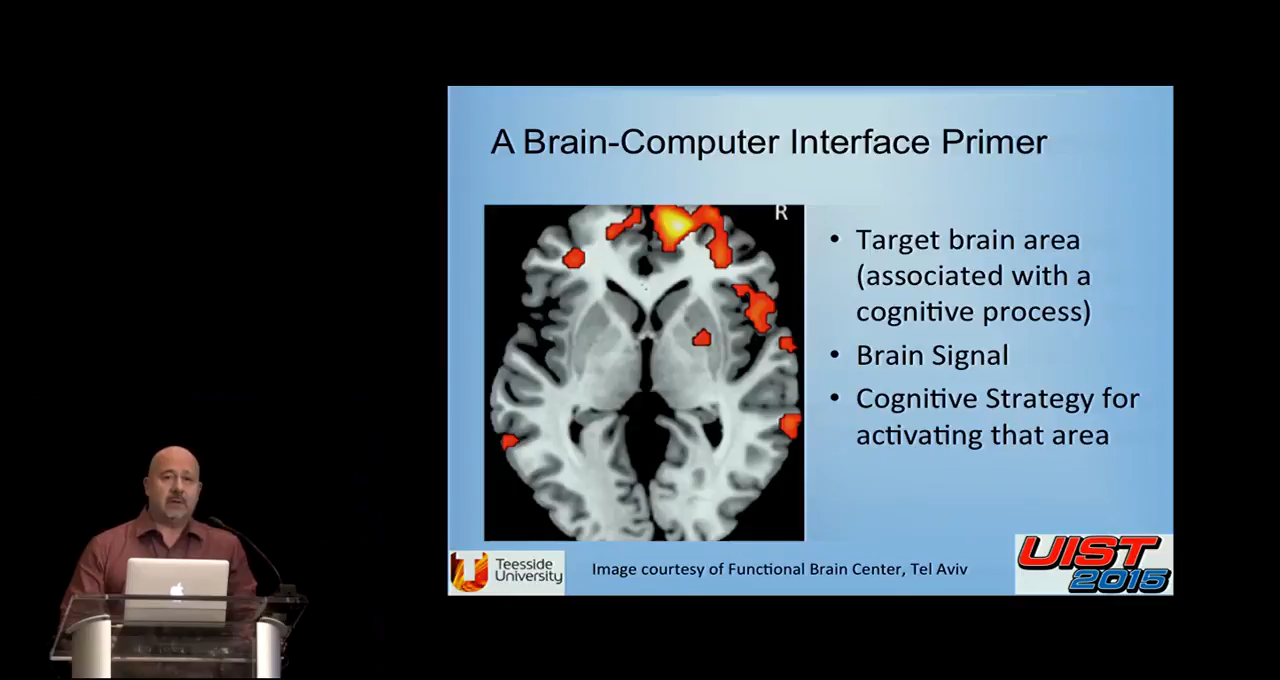 A Brain-Computer Interface Primer
R
• Target brain area
(associated with a
cognitive process)
• Brain Signal
• Cognitive Strategy for
activating that area
Teesside
University
Image courtesy of Functional Brain Center, Tel Aviv
UIST
2015